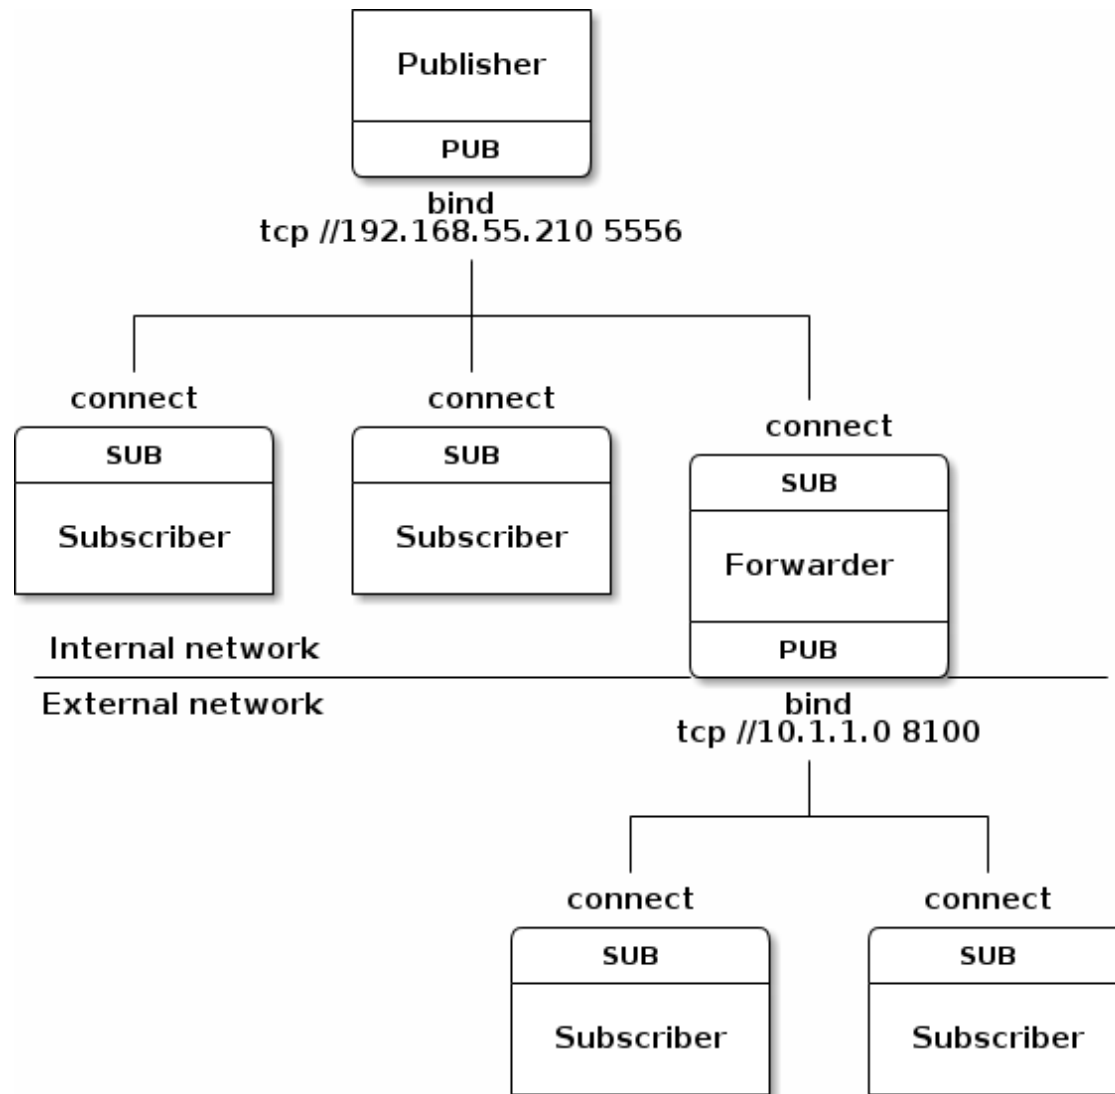 Publisher
PUB
bind
tcp //192.168.55.210 5556
connect
connect
connect
SUB
SUB
SUB
Subscriber
Subscriber
Forwarder
Internal network
PUB
External network
bind
tcp //10.1.1.0 8100
connect
connect
SUB
SUB
Subscriber
Subscriber